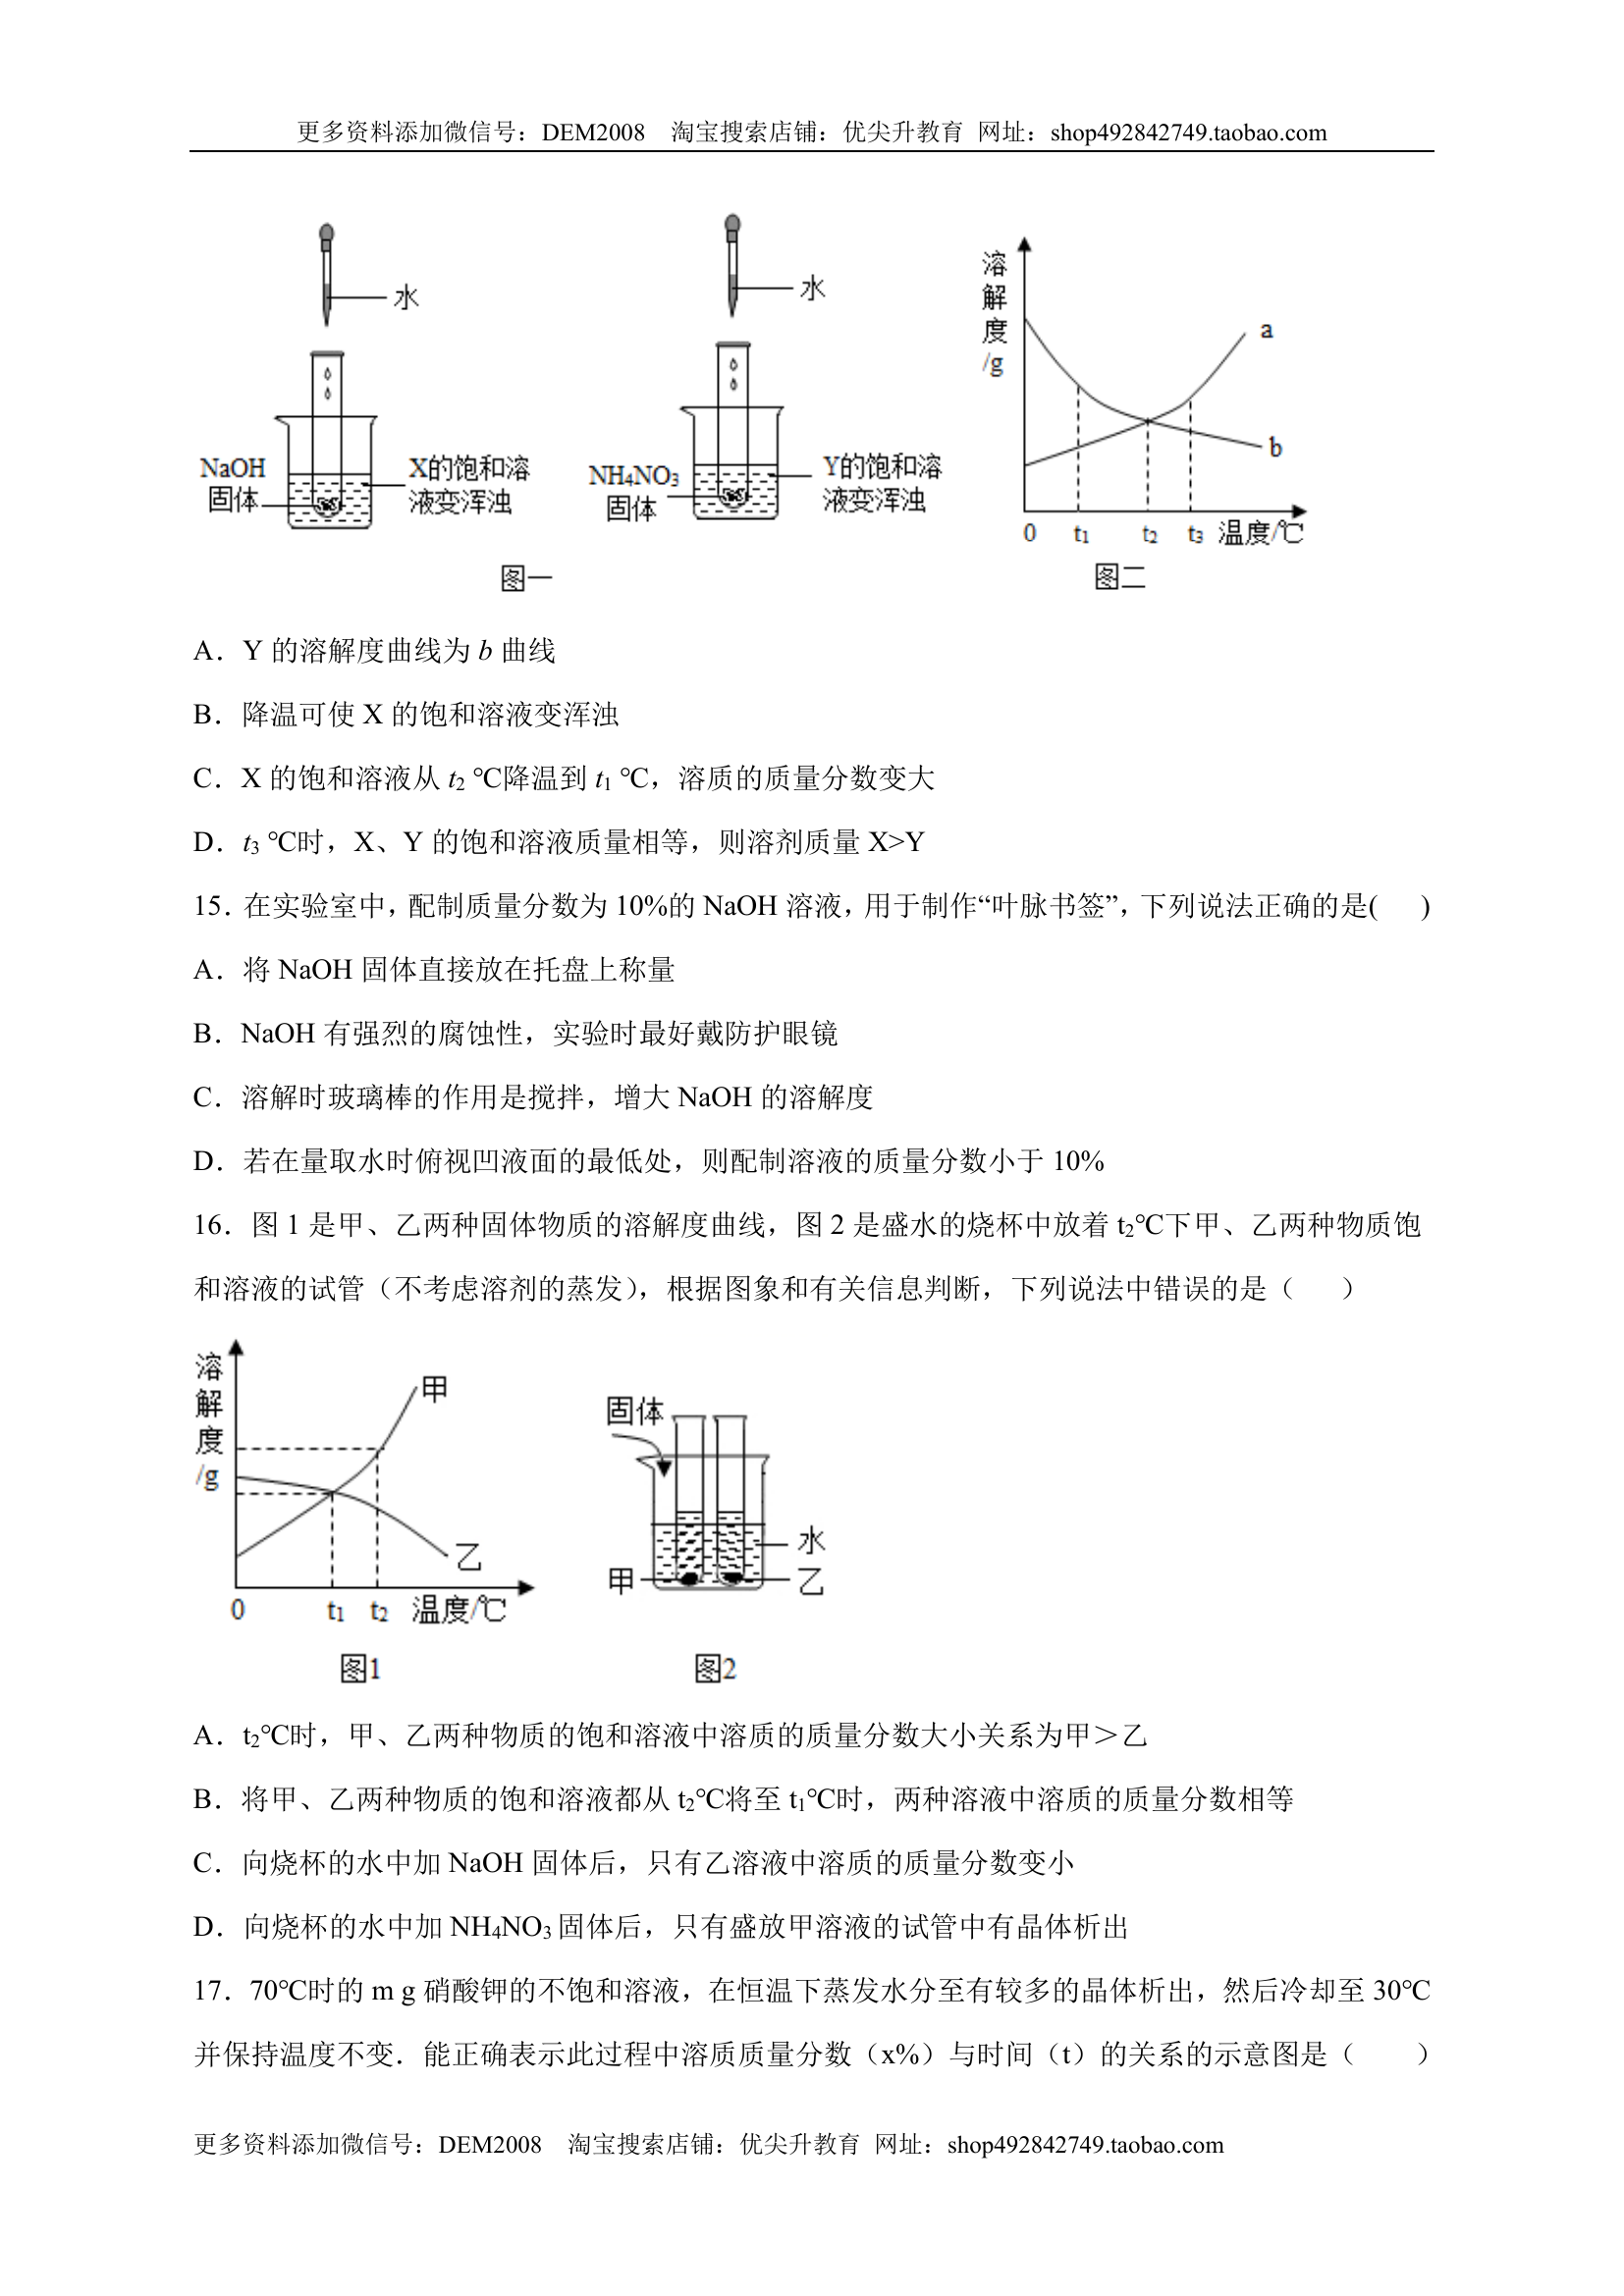 更多资料添加微信号：DEM2008 淘宝搜索店铺：优尖升教育 网址：shop492842749.taobao.com
水
NaOH
固体
X的饱和溶
液变浑浊
水
NH4NO3
固体
Y的饱和溶
液变浑浊
图一
溶解度/g
a
b
0 t1 t2 t3 温度/℃
图二
A．Y 的溶解度曲线为 b 曲线
B．降温可使 X 的饱和溶液变浑浊
C．X 的饱和溶液从 t2 ℃降温到 t1 ℃，溶质的质量分数变大
D．t3 ℃时，X、Y 的饱和溶液质量相等，则溶剂质量 X>Y
15．在实验室中，配制质量分数为 10%的 NaOH 溶液，用于制作“叶脉书签”，下列说法正确的是( )
A．将 NaOH 固体直接放在托盘上称量
B．NaOH 有强烈的腐蚀性，实验时最好戴防护眼镜
C．溶解时玻璃棒的作用是搅拌，增大 NaOH 的溶解度
D．若在量取水时俯视凹液面的最低处，则配制溶液的质量分数小于 10%
16．图 1 是甲、乙两种固体物质的溶解度曲线，图 2 是盛水的烧杯中放着 t2℃下甲、乙两种物质饱
和溶液的试管（不考虑溶剂的蒸发），根据图象和有关信息判断，下列说法中错误的是（ ）
溶解度/g
甲
乙
0 t1 t2 温度/℃
图1
固体
水
甲
乙
图2
A．t2℃时，甲、乙两种物质的饱和溶液中溶质的质量分数大小关系为甲＞乙
B．将甲、乙两种物质的饱和溶液都从 t2℃将至 t1℃时，两种溶液中溶质的质量分数相等
C．向烧杯的水中加 NaOH 固体后，只有乙溶液中溶质的质量分数变小
D．向烧杯的水中加 NH4NO3 固体后，只有盛放甲溶液的试管中有晶体析出
17．70℃时的 m g 硝酸钾的不饱和溶液，在恒温下蒸发水分至有较多的晶体析出，然后冷却至 30℃
并保持温度不变．能正确表示此过程中溶质质量分数（x%）与时间（t）的关系的示意图是（ ）
更多资料添加微信号：DEM2008 淘宝搜索店铺：优尖升教育 网址：shop492842749.taobao.com